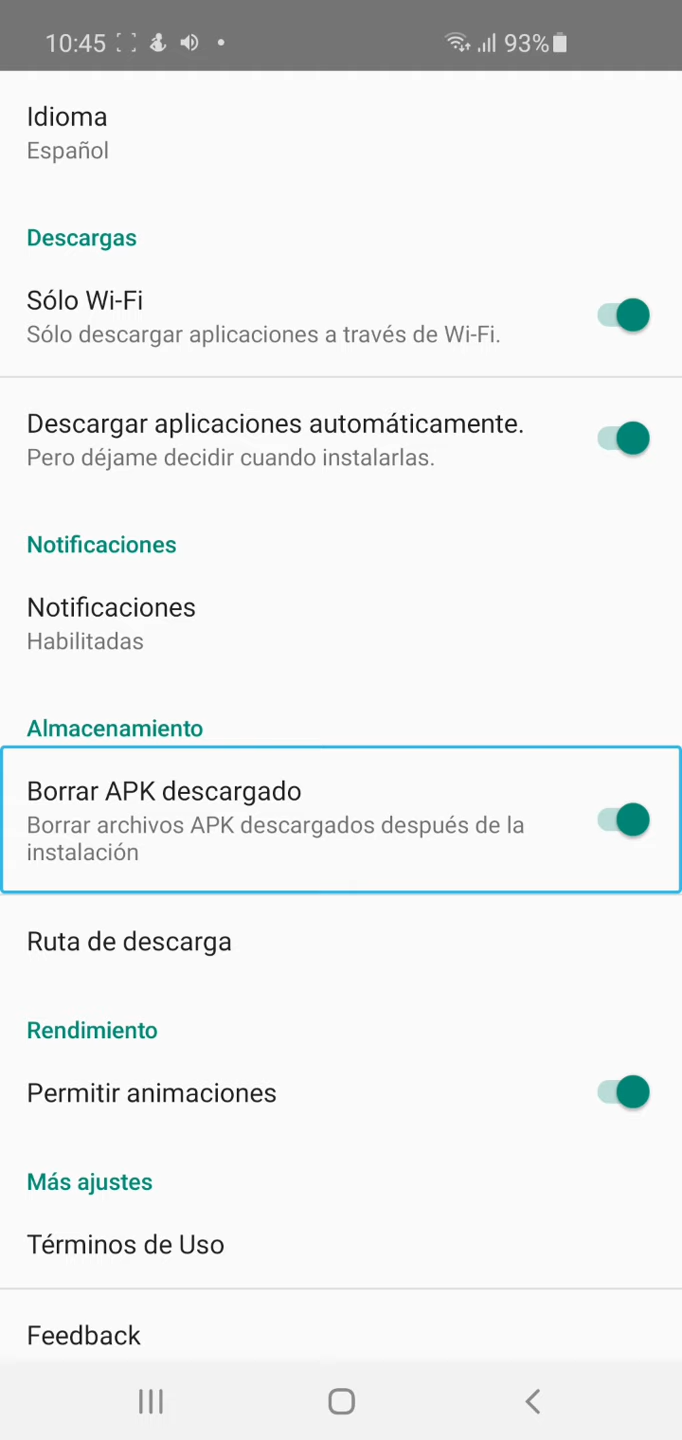 10:45
93%
Idioma
Español
Descargas
Sólo Wi-Fi
Sólo descargar aplicaciones a través de Wi-Fi.
Descargar aplicaciones automáticamente.
Pero déjame decidir cuando instalarlas.
Notificaciones
Notificaciones
Habilitadas
Almacenamiento
Borrar APK descargado
Borrar archivos APK descargados después de la
instalación
Ruta de descarga
Rendimiento
Permitir animaciones
Más ajustes
Términos de Uso
Feedback